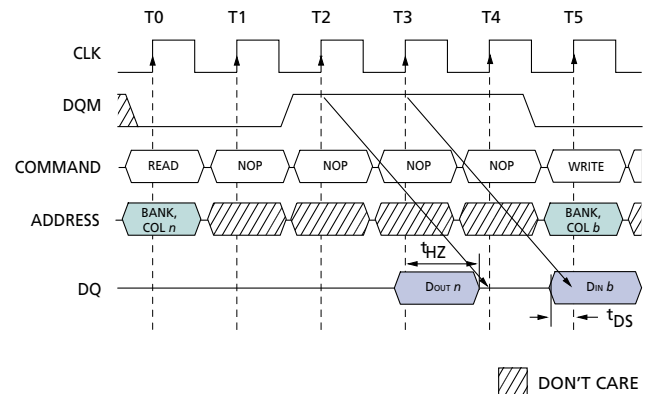 T0 T1 T2 T3 T4 T5
CLK
DQM
COMMAND READ NOP NOP NOP NOP WRITE
ADDRESS BANK, COL n BANK, COL b
tHZ
DQ DOUT n DIN b
tDS
DON'T CARE